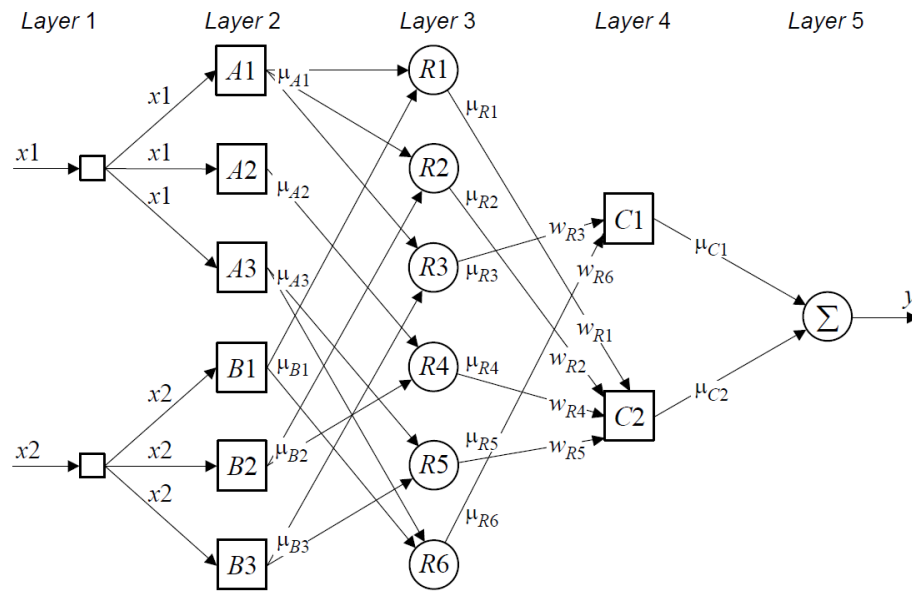 Layer 1 Layer 2 Layer 3 Layer 4 Layer 5
A1 μA1 R1
x1 μR1
x1 x1 A2 R2
μA2 μR2
x1 wR3 C1
A3 μA3 R3 μR3 wR6 μC1
Σ y
B1 μB1 R4 μR4 wR1
x2 wR2 μC2
wR4 C2
x2 x2 B2 μB2 R5 μR5 wR5
x2
B3 μB3 R6 μR6